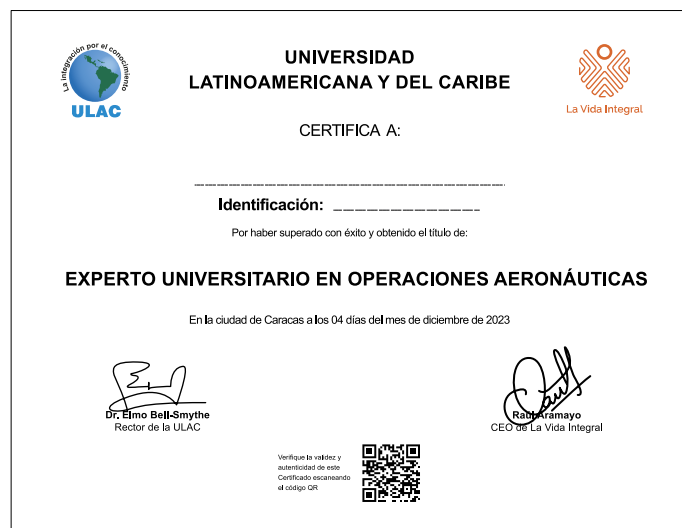 La integración por el conocimiento
ULAC
UNIVERSIDAD
LATINOAMERICANA Y DEL CARIBE
La Vida Integral
CERTIFICA A:
Identificación: _____________
Por haber superado con éxito y obtenido el título de:
EXPERTO UNIVERSITARIO EN OPERACIONES AERONÁUTICAS
En la ciudad de Caracas a los 04 días del mes de diciembre de 2023
Dr. Elmo Bell-Smythe
Rector de la ULAC
Raúl Aramayo
CEO de La Vida Integral
Verifique la validez y
autenticidad de este
Certificado escaneando
el código QR